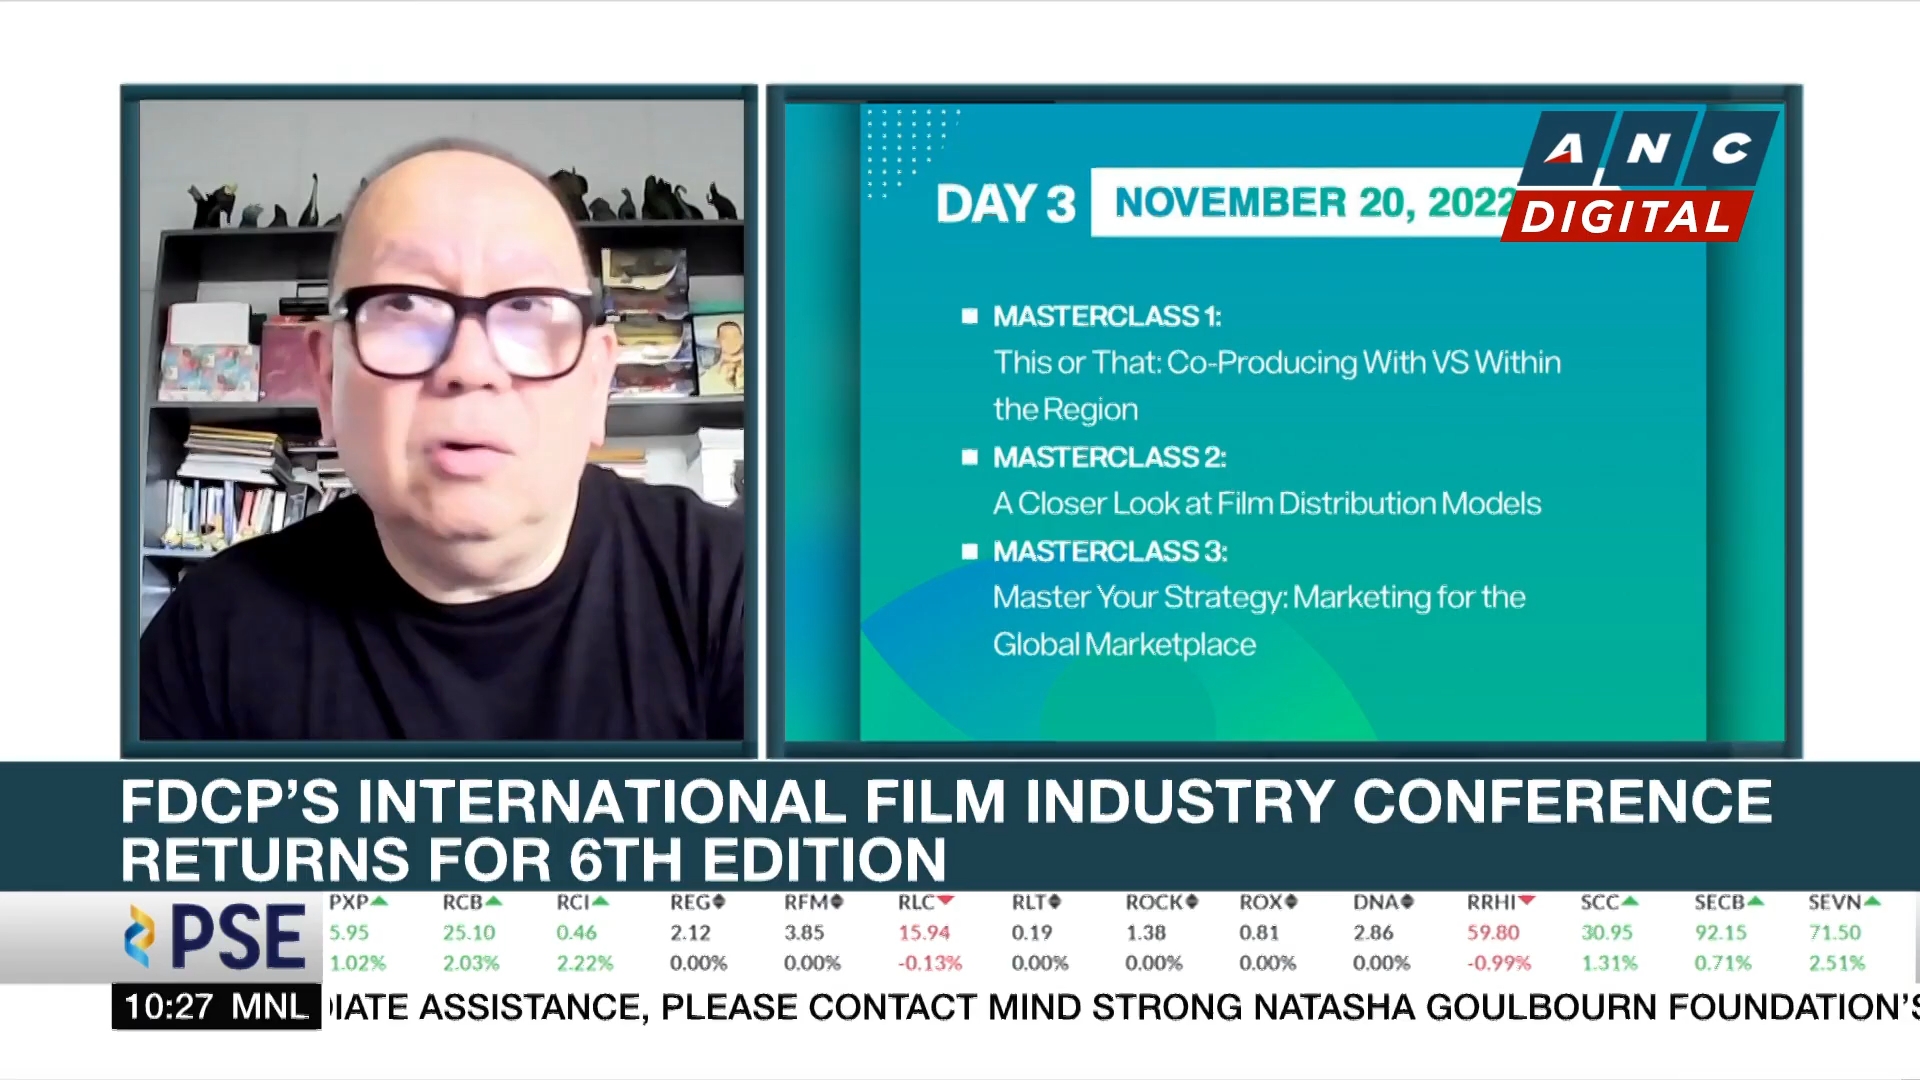 ANC
DIGITAL
DAY 3 NOVEMBER 20, 2022
MASTERCLASS 1:
This or That: Co-Producing With VS Within
the Region
MASTERCLASS 2:
A Closer Look at Film Distribution Models
MASTERCLASS 3:
Master Your Strategy: Marketing for the
Global Marketplace
FDCP'S INTERNATIONAL FILM INDUSTRY CONFERENCE
RETURNS FOR 6TH EDITION
PSE
PXP RCB RCI REG RFM RLC RLT ROCK ROX DNA RRHI SCC SECB SEVN
5.95 25.10 0.46 2.12 3.85 15.94 0.19 1.38 0.81 2.86 59.80 30.95 92.15 71.50
1.02% 2.03% 2.22% 0.00% 0.00% -0.13% 0.00% 0.00% 0.00% 0.00% -0.99% 1.31% 0.71% 2.51%
10:27 MNL DIATE ASSISTANCE, PLEASE CONTACT MIND STRONG NATASHA GOULBOURN FOUNDATION'S